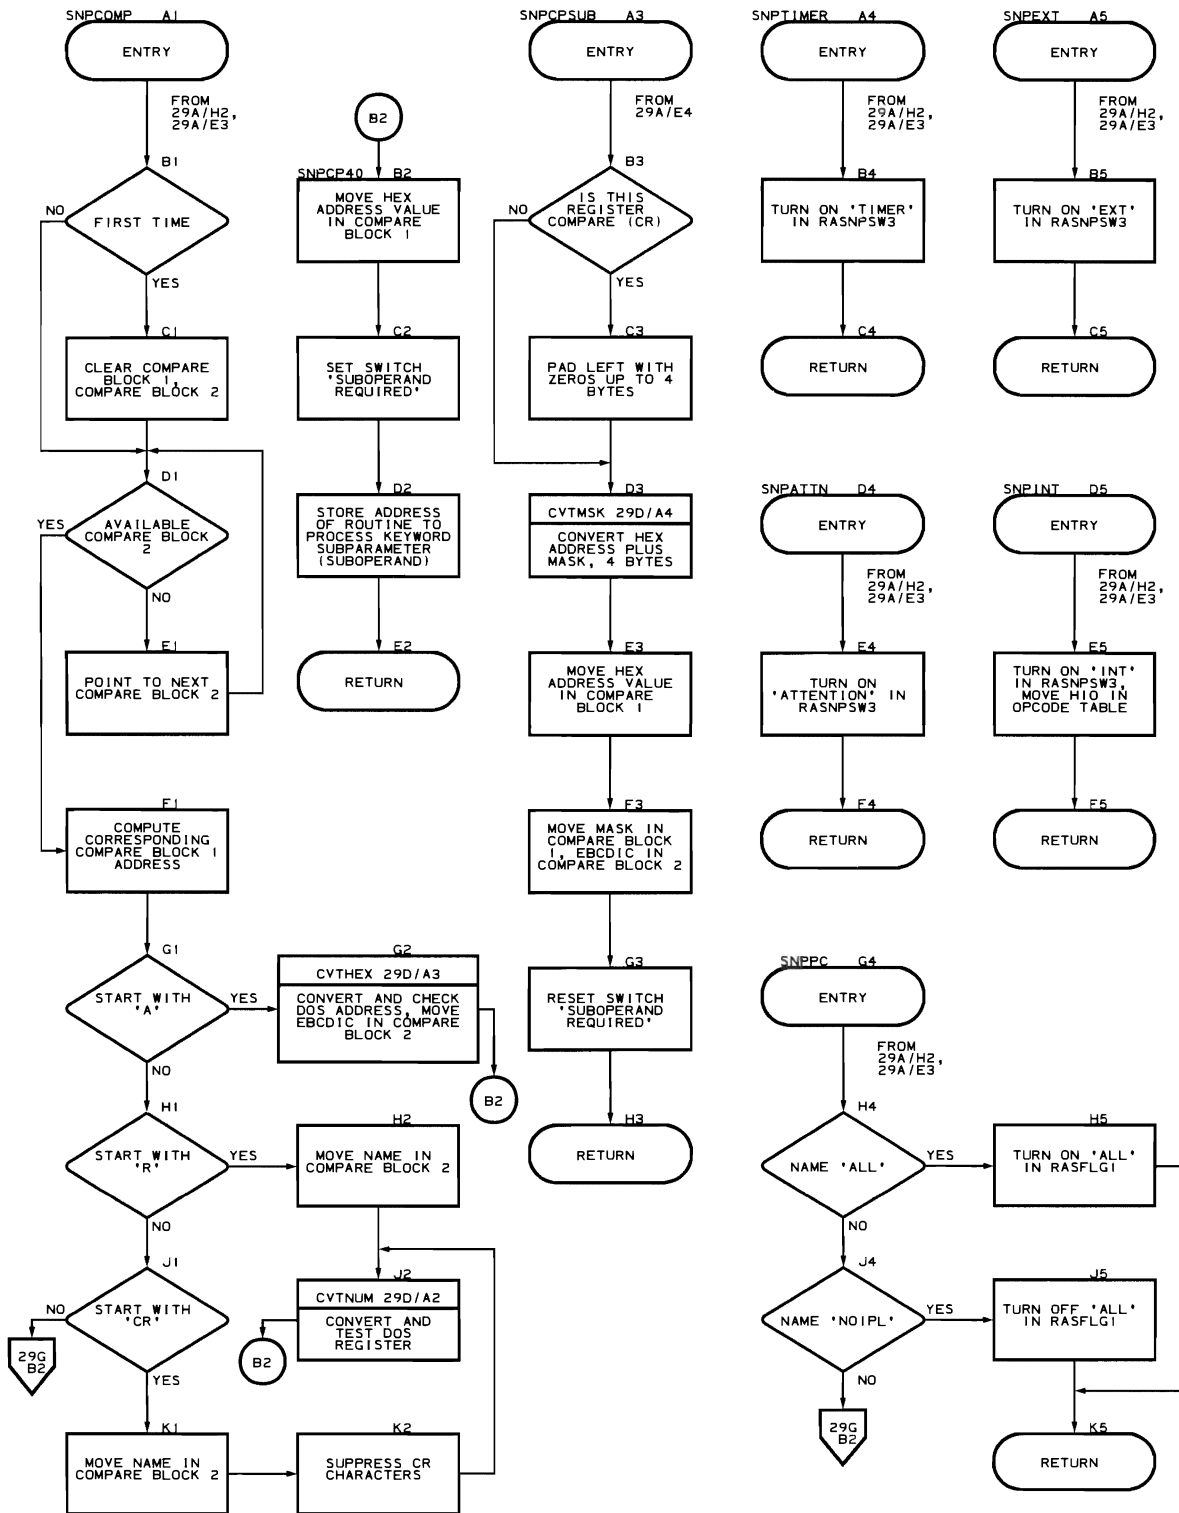 SNPCOMP A1
ENTRY
FROM
29A/H2,
29A/E3
B1
FIRST TIME
NO
YES
C1
CLEAR COMPARE
BLOCK 1,
COMPARE BLOCK 2
D1
AVAILABLE
COMPARE BLOCK
2
YES
NO
E1
POINT TO NEXT
COMPARE BLOCK 2
F1
COMPUTE
CORRESPONDING
COMPARE BLOCK 1
ADDRESS
G1
START WITH
'A'
YES
NO
H1
START WITH
'R'
YES
NO
J1
START WITH
'CR'
NO
29G
B2
YES
K1
MOVE NAME IN
COMPARE BLOCK 2
B2
SNPCP40 B2
MOVE HEX
ADDRESS VALUE
IN COMPARE
BLOCK 1
C2
SET SWITCH
'SUBOPERAND
REQUIRED'
D2
STORE ADDRESS
OF ROUTINE TO
PROCESS KEYWORD
SUBPARAMETER
(SUBOPERAND)
E2
RETURN
G2
CVTHEX 29D/A3
CONVERT AND CHECK
DOS ADDRESS, MOVE
EBCDIC IN COMPARE
BLOCK 2
B2
H2
MOVE NAME IN
COMPARE BLOCK 2
J2
CVTNUM 29D/A2
CONVERT AND
TEST DOS
REGISTER
B2
K2
SUPPRESS CR
CHARACTERS
SNPCPSUB A3
ENTRY
FROM
29A/E4
B3
IS THIS
REGISTER
COMPARE (CR)
NO
YES
C3
PAD LEFT WITH
ZEROS UP TO 4
BYTES
D3
CVTMSK 29D/A4
CONVERT HEX
ADDRESS PLUS
MASK, 4 BYTES
E3
MOVE HEX
ADDRESS VALUE
IN COMPARE
BLOCK 1
F3
MOVE MASK IN
COMPARE BLOCK
1, EBCDIC IN
COMPARE BLOCK 2
G3
RESET SWITCH
'SUBOPERAND
REQUIRED'
H3
RETURN
SNPTIMER A4
ENTRY
FROM
29A/H2,
29A/E3
B4
TURN ON 'TIMER'
IN RASNPSW3
C4
RETURN
SNPEXT A5
ENTRY
FROM
29A/H2,
29A/E3
B5
TURN ON 'EXT'
IN RASNPSW3
C5
RETURN
SNPATTN D4
ENTRY
FROM
29A/H2,
29A/E3
E4
TURN ON
'ATTENTION' IN
RASNPSW3
F4
RETURN
SNPINT D5
ENTRY
FROM
29A/H2,
29A/E3
E5
TURN ON 'INT'
IN RASNPSW3,
MOVE HIO IN
OPCODE TABLE
F5
RETURN
SNPPC G4
ENTRY
FROM
29A/H2,
29A/E3
H4
NAME 'ALL'
YES
NO
H5
TURN ON 'ALL'
IN RASFLG1
J4
NAME 'NOIPL'
YES
NO
29G
B2
J5
TURN OFF 'ALL'
IN RASFLG1
K5
RETURN